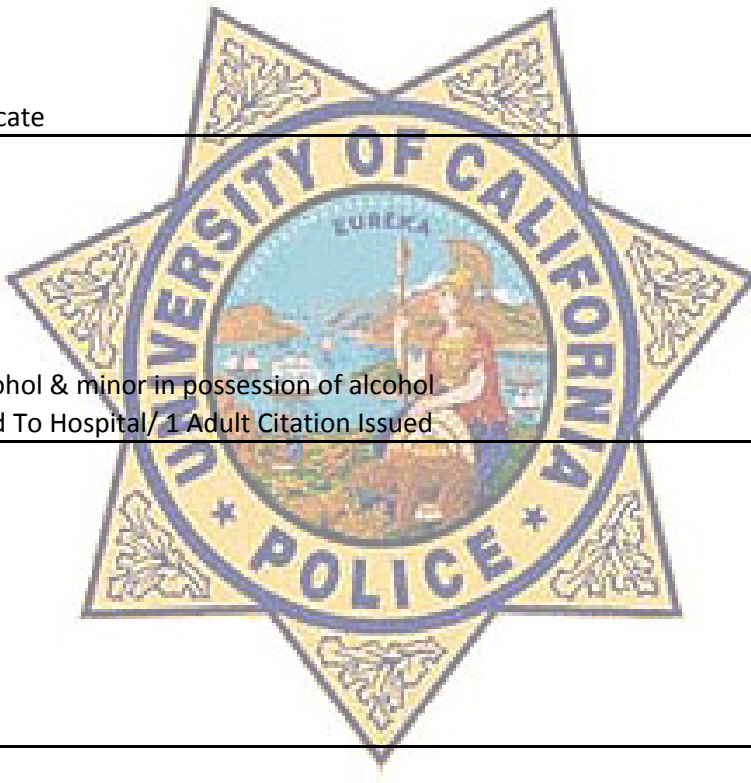 cate
UNIVERSITY OF CALIFORNIA
EUREKA
ohol & minor in possession of alcohol
d To Hospital/ 1 Adult Citation Issued
POLICE